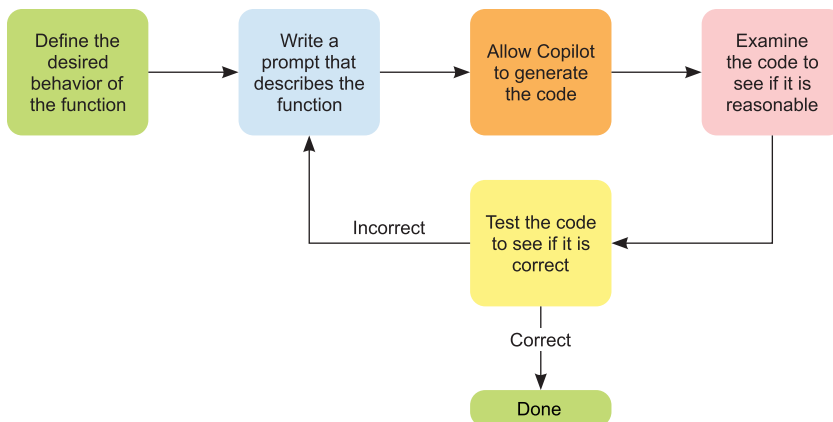 Define the
desired
behavior of
the function
Write a
prompt that
describes the
function
Allow Copilot
to generate
the code
Examine
the code to
see if it is
reasonable
Incorrect
Test the code
to see if it is
correct
Correct
Done